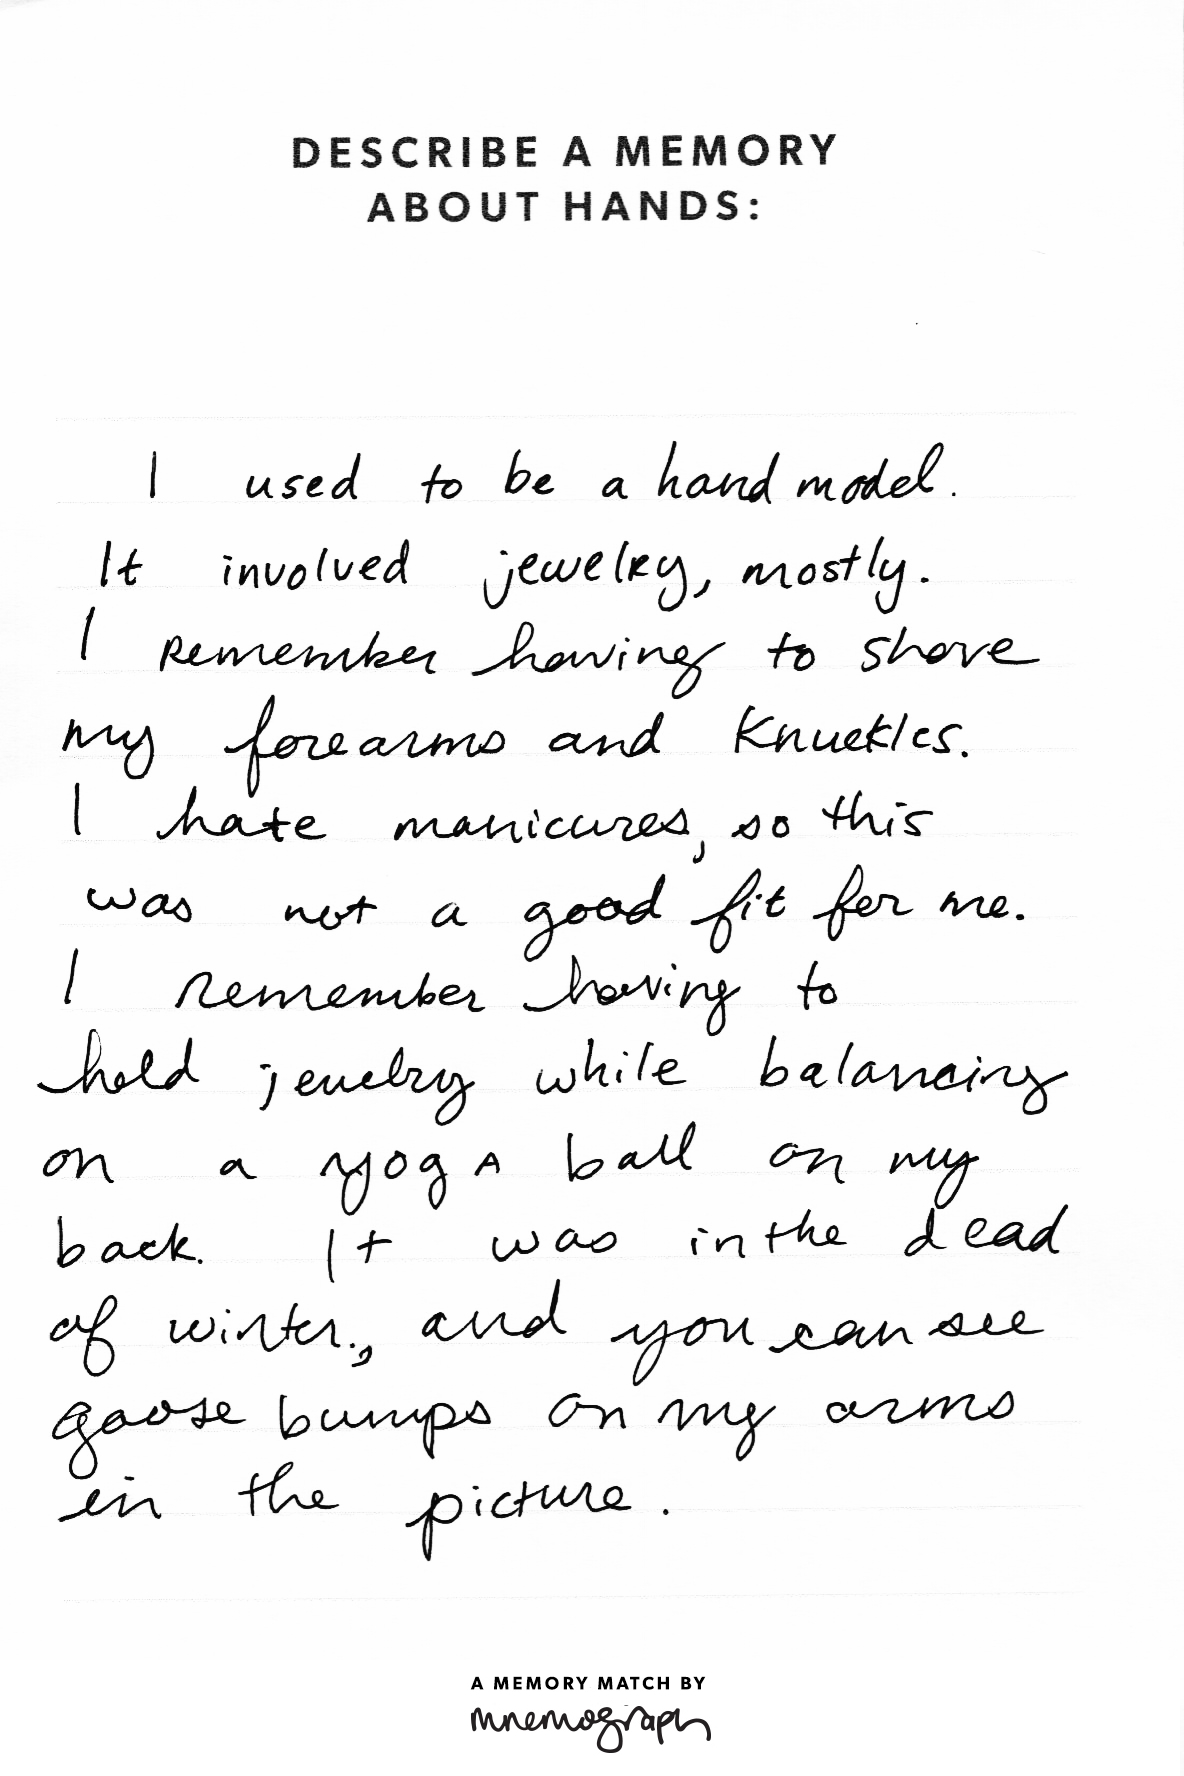 DESCRIBE A MEMORY
ABOUT HANDS:
I used to be a hand model.
It involved jewelry, mostly.
I remember having to shave
my forearms and knuckles.
I hate manicures, so this
was not a good fit for me.
I remember having to
hold jewelry while balancing
on a yoga ball on my
back. It was in the dead
of winter., and you can see
goose bumps on my arms
in the picture.
A MEMORY MATCH BY
mnemograph